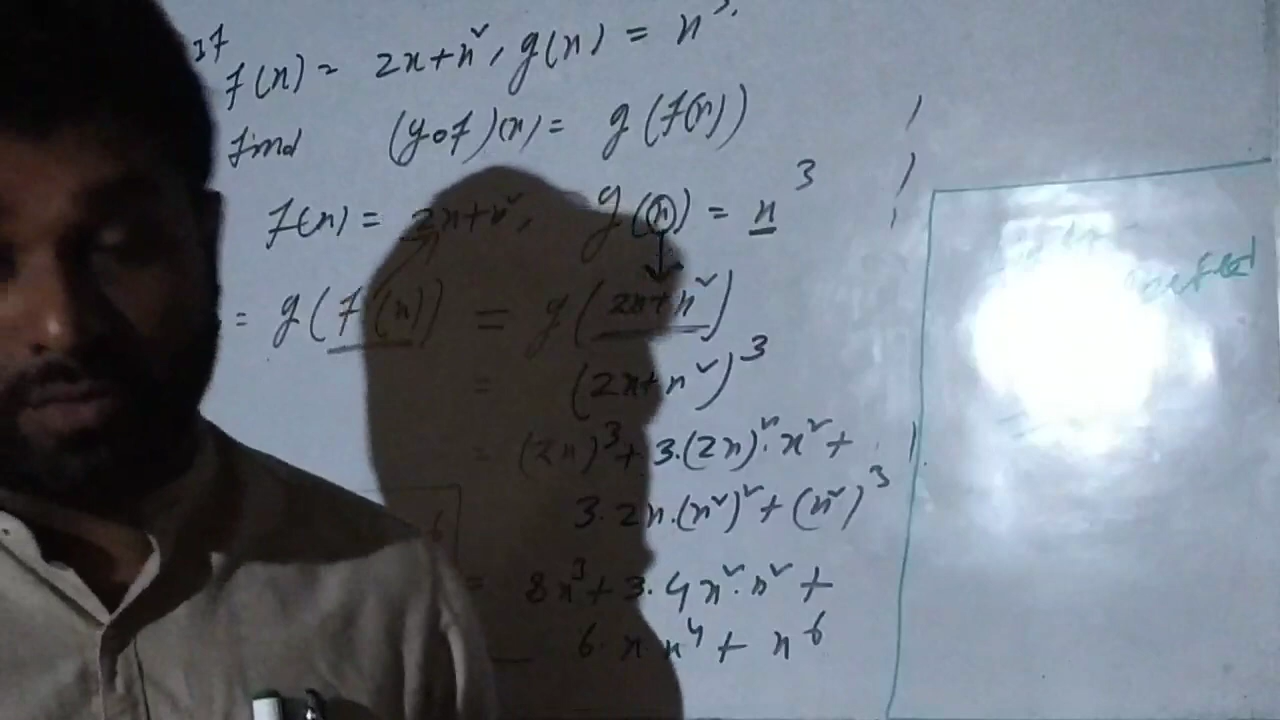 If
f(x) = 2x+x², g(x) = x³.
find (gof)(x) = g(f(x))
f(x) = 2x+x², g(x) = x³
= g(f(x)) = g(2x+x²)
= (2x+x²)³
= (2x)³+3.(2x)².x²+
3.2x.(x²)²+(x²)³
= 8x³+3.4x².x²+
6.x.x⁴+x⁶